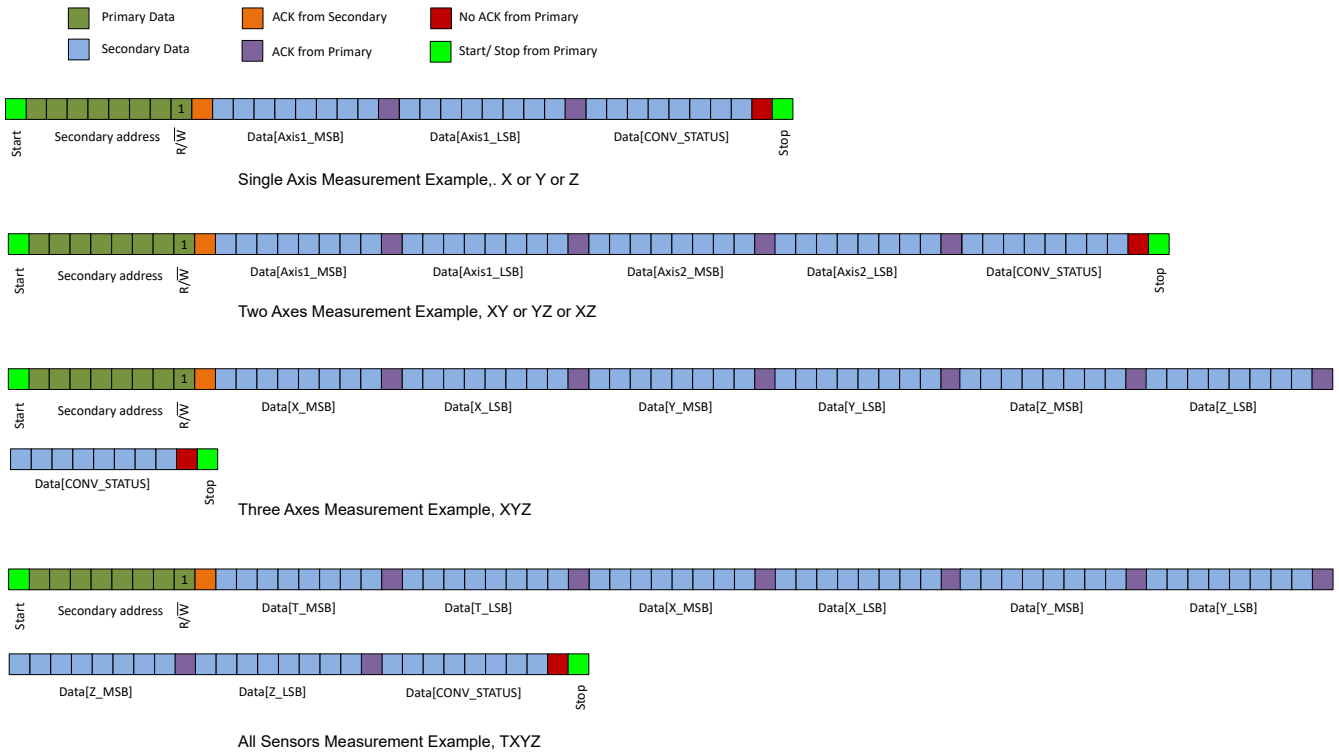 Primary Data
ACK from Secondary
No ACK from Primary
Secondary Data
ACK from Primary
Start/ Stop from Primary
1
Start
Secondary address
R/W
Data[Axis1_MSB]
Data[Axis1_LSB]
Data[CONV_STATUS]
Stop
Single Axis Measurement Example,. X or Y or Z
1
Start
Secondary address
R/W
Data[Axis1_MSB]
Data[Axis1_LSB]
Data[Axis2_MSB]
Data[Axis2_LSB]
Data[CONV_STATUS]
Stop
Two Axes Measurement Example, XY or YZ or XZ
1
Start
Secondary address
R/W
Data[X_MSB]
Data[X_LSB]
Data[Y_MSB]
Data[Y_LSB]
Data[Z_MSB]
Data[Z_LSB]
Data[CONV_STATUS]
Stop
Three Axes Measurement Example, XYZ
1
Start
Secondary address
R/W
Data[T_MSB]
Data[T_LSB]
Data[X_MSB]
Data[X_LSB]
Data[Y_MSB]
Data[Y_LSB]
Data[Z_MSB]
Data[Z_LSB]
Data[CONV_STATUS]
Stop
All Sensors Measurement Example, TXYZ